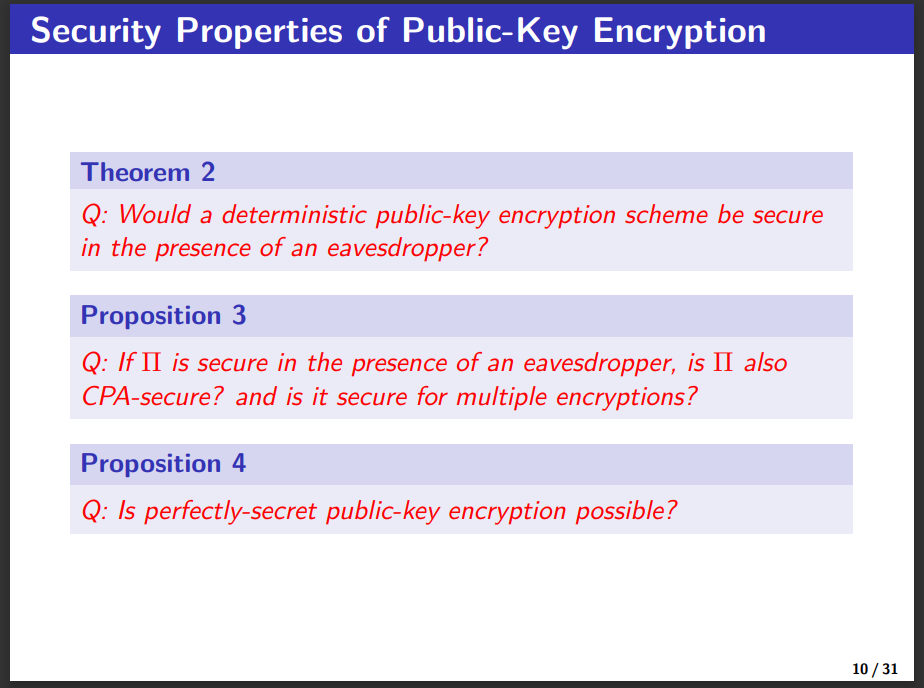 Security Properties of Public-Key Encryption
Theorem 2
Q: Would a deterministic public-key encryption scheme be secure
in the presence of an eavesdropper?
Proposition 3
Q: If Π is secure in the presence of an eavesdropper, is Π also
CPA-secure? and is it secure for multiple encryptions?
Proposition 4
Q: Is perfectly-secret public-key encryption possible?
10 / 31